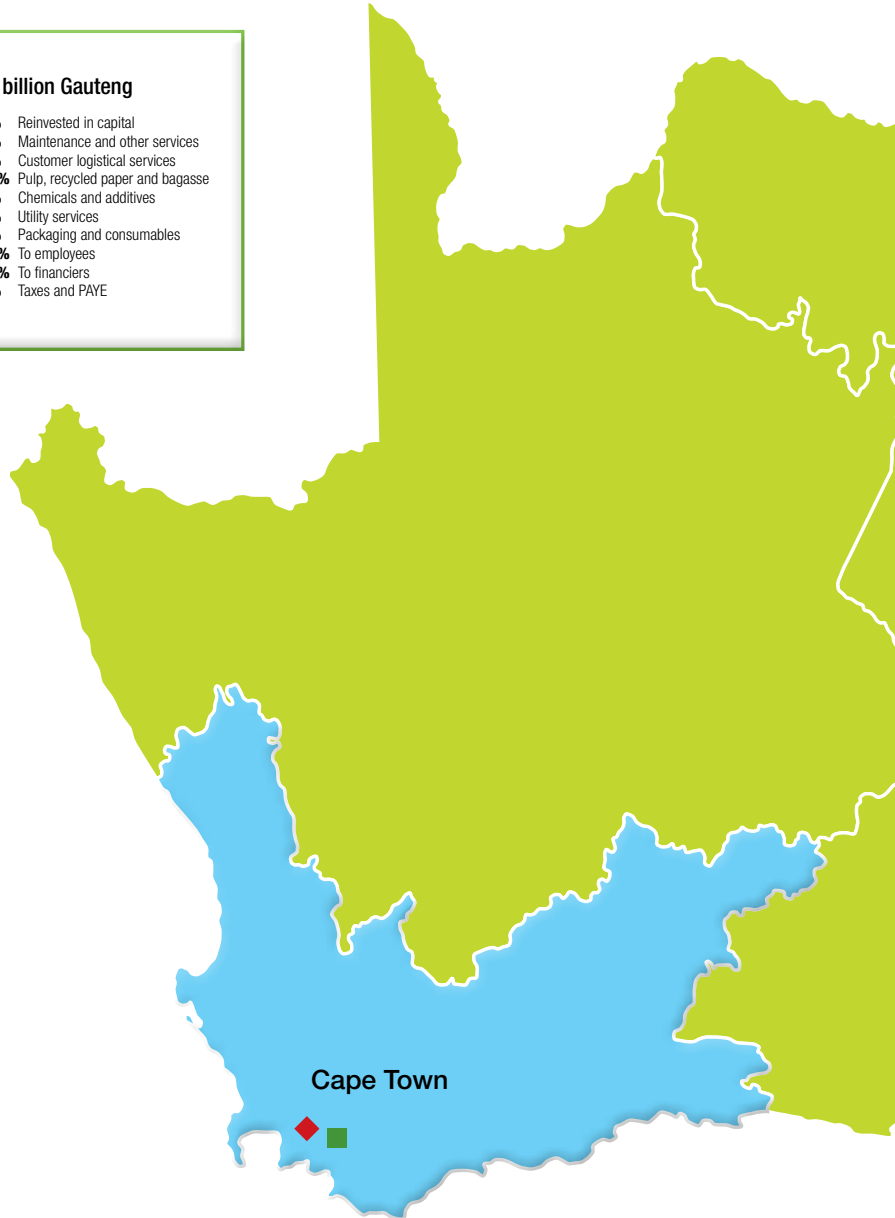 billion Gauteng
Reinvested in capital
Maintenance and other services
Customer logistical services
% Pulp, recycled paper and bagasse
Chemicals and additives
Utility services
Packaging and consumables
% To employees
% To financiers
Taxes and PAYE
Cape Town